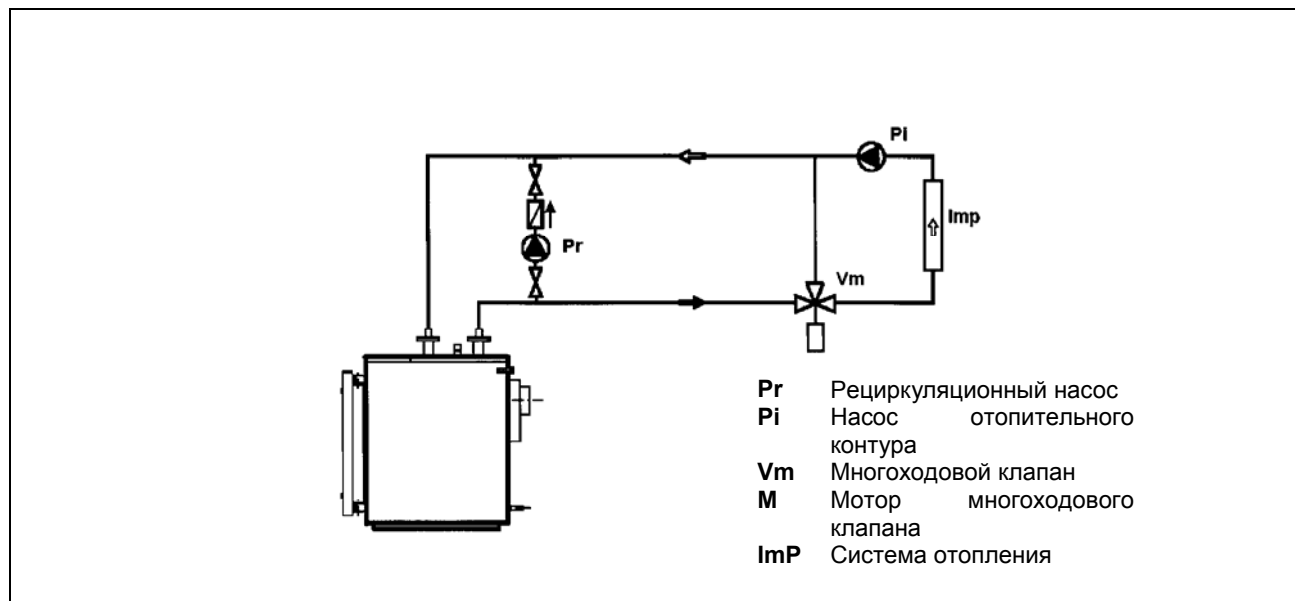 Pi
Imp
Pr
Vm
Pr Рециркуляционный насос
Pi Насос отопительного
контура
Vm Многоходовой клапан
M Мотор многоходового
клапана
ImP Система отопления